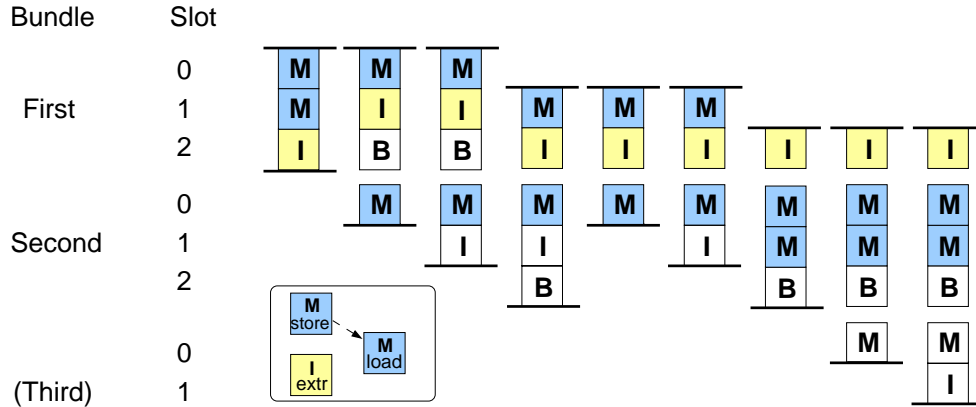 Bundle Slot
0 M M M
First 1 M I I M M M
2 I B B I I I I I I
0 M M M M M M M M
Second 1 I I I M M M
2 B B B B
0 M M
(Third) 1 I
M
store
M
load
I
extr